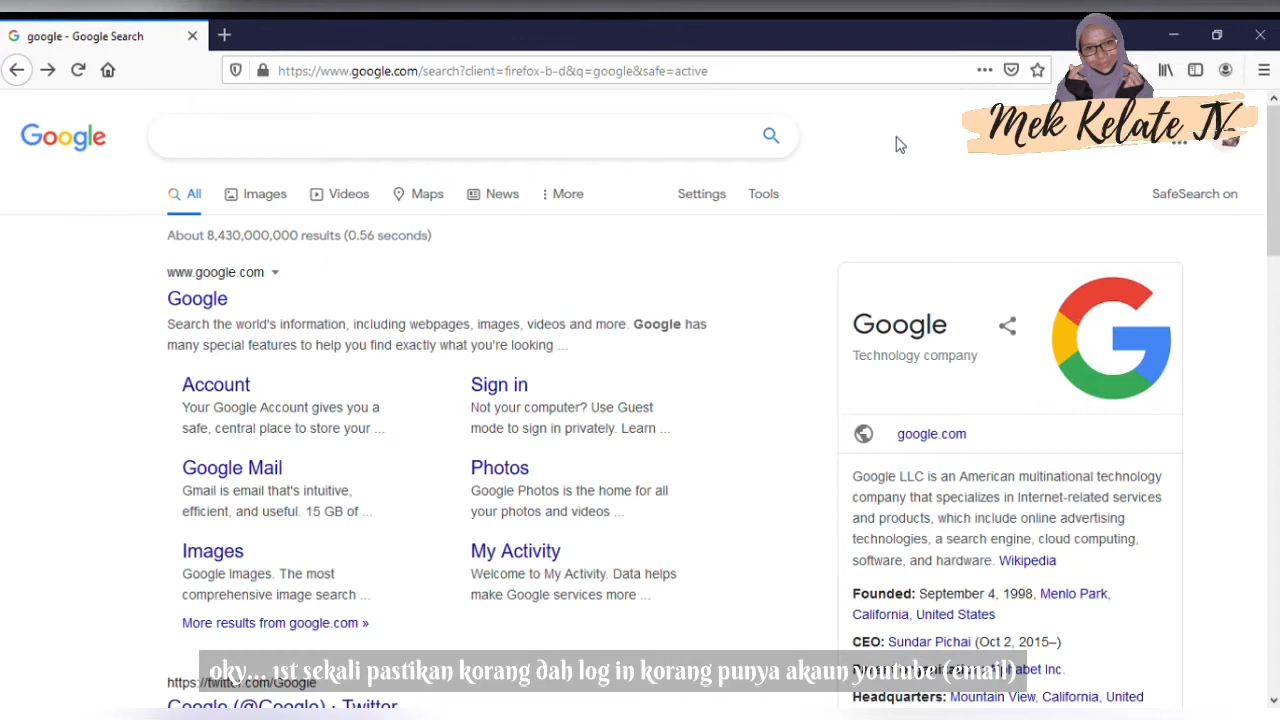 google - Google Search
https://www.google.com/search?client=firefox-b-d&q=google&safe=active
Mek Kelate TV
Google
All Images Videos Maps News More Settings Tools SafeSearch on
About 8,430,000,000 results (0.56 seconds)
www.google.com
Google
Search the world's information, including webpages, images, videos and more. Google has
many special features to help you find exactly what you're looking ...
Account
Your Google Account gives you a
safe, central place to store your ...
Sign in
Not your computer? Use Guest
mode to sign in privately. Learn ...
Google Mail
Gmail is email that's intuitive,
efficient, and useful. 15 GB of ...
Photos
Google Photos is the home for all
your photos and videos ...
Images
Google Images. The most
comprehensive image search ...
My Activity
Welcome to My Activity. Data helps
make Google services more ...
More results from google.com »
https://twitter.com/Google
Google (@Google) · Twitter
Google
Technology company
google.com
Google LLC is an American multinational technology
company that specializes in Internet-related services
and products, which include online advertising
technologies, a search engine, cloud computing,
software, and hardware. Wikipedia
Founded: September 4, 1998, Menlo Park,
California, United States
CEO: Sundar Pichai (Oct 2, 2015–)
Headquarters: Mountain View, California, United
oky.... 1st sekali pastikan korang dah log in korang punya akaun youtube (email)